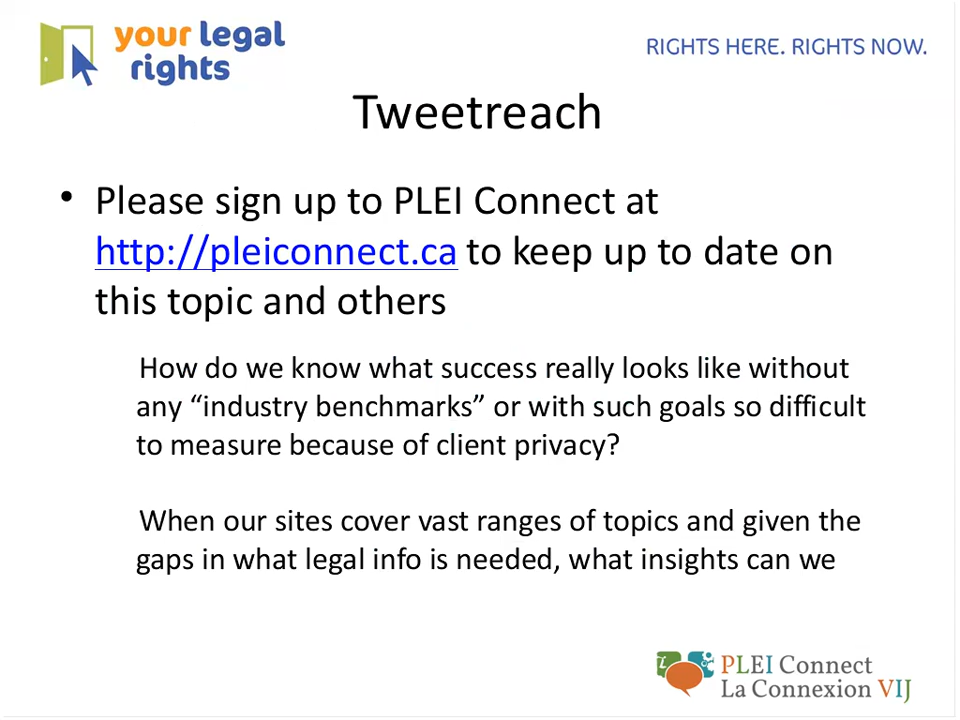 your legal
rights
RIGHTS HERE. RIGHTS NOW.
Tweetreach
• Please sign up to PLEI Connect at
http://pleiconnect.ca to keep up to date on
this topic and others
How do we know what success really looks like without
any “industry benchmarks” or with such goals so difficult
to measure because of client privacy?
When our sites cover vast ranges of topics and given the
gaps in what legal info is needed, what insights can we
PLEI Connect
La Connexion VIJ